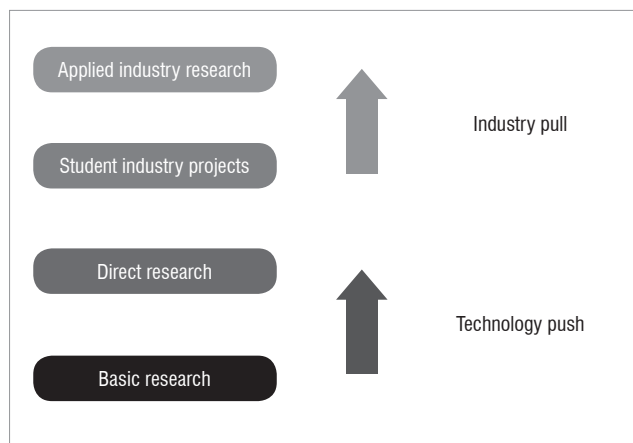 Applied industry research
Industry pull
Student industry projects
Direct research
Technology push
Basic research